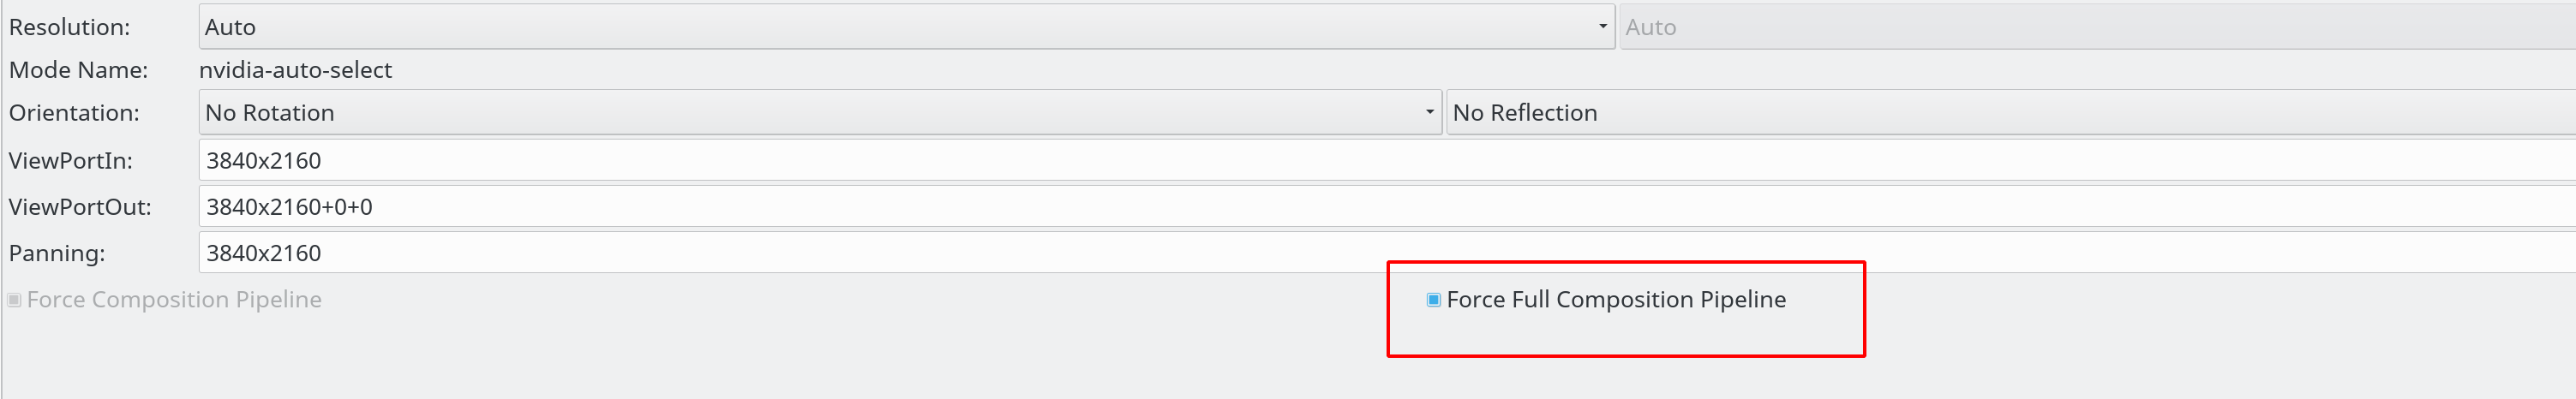 Resolution: Auto Auto
Mode Name: nvidia-auto-select
Orientation: No Rotation No Reflection
ViewPortIn: 3840x2160
ViewPortOut: 3840x2160+0+0
Panning: 3840x2160
Force Composition Pipeline Force Full Composition Pipeline